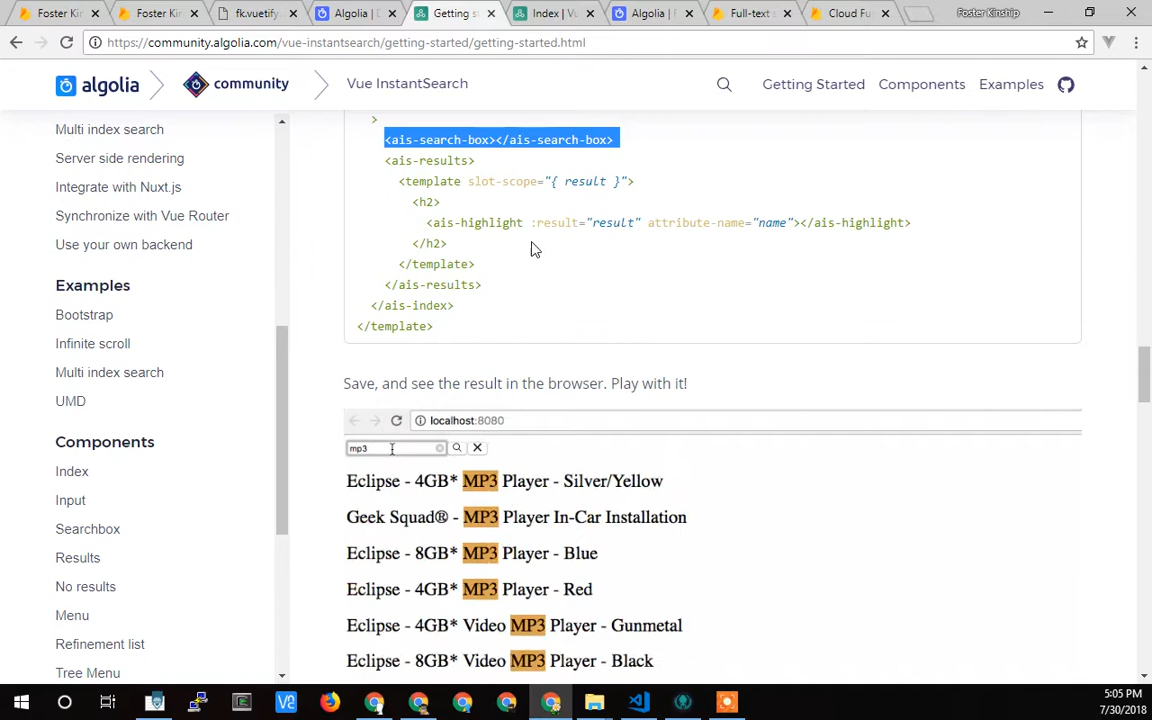 Foster Kin
Foster Kin
fk.vuetify
Algolia | D
Getting st
Index | Vu
Algolia | F
Full-text s
Cloud Fun
Foster Kinship
https://community.algolia.com/vue-instantsearch/getting-started/getting-started.html
algolia
community
Vue InstantSearch
Getting Started
Components
Examples
Multi index search
Server side rendering
Integrate with Nuxt.js
Synchronize with Vue Router
Use your own backend
Examples
Bootstrap
Infinite scroll
Multi index search
UMD
Components
Index
Input
Searchbox
Results
No results
Menu
Refinement list
Tree Menu
>
<ais-search-box></ais-search-box>
<ais-results>
<template slot-scope="{ result }">
<h2>
<ais-highlight :result="result" attribute-name="name"></ais-highlight>
</h2>
</template>
</ais-results>
</ais-index>
</template>
Save, and see the result in the browser. Play with it!
localhost:8080
mp3
Eclipse - 4GB* MP3 Player - Silver/Yellow
Geek Squad® - MP3 Player In-Car Installation
Eclipse - 8GB* MP3 Player - Blue
Eclipse - 4GB* MP3 Player - Red
Eclipse - 4GB* Video MP3 Player - Gunmetal
Eclipse - 8GB* Video MP3 Player - Black
5:05 PM
7/30/2018